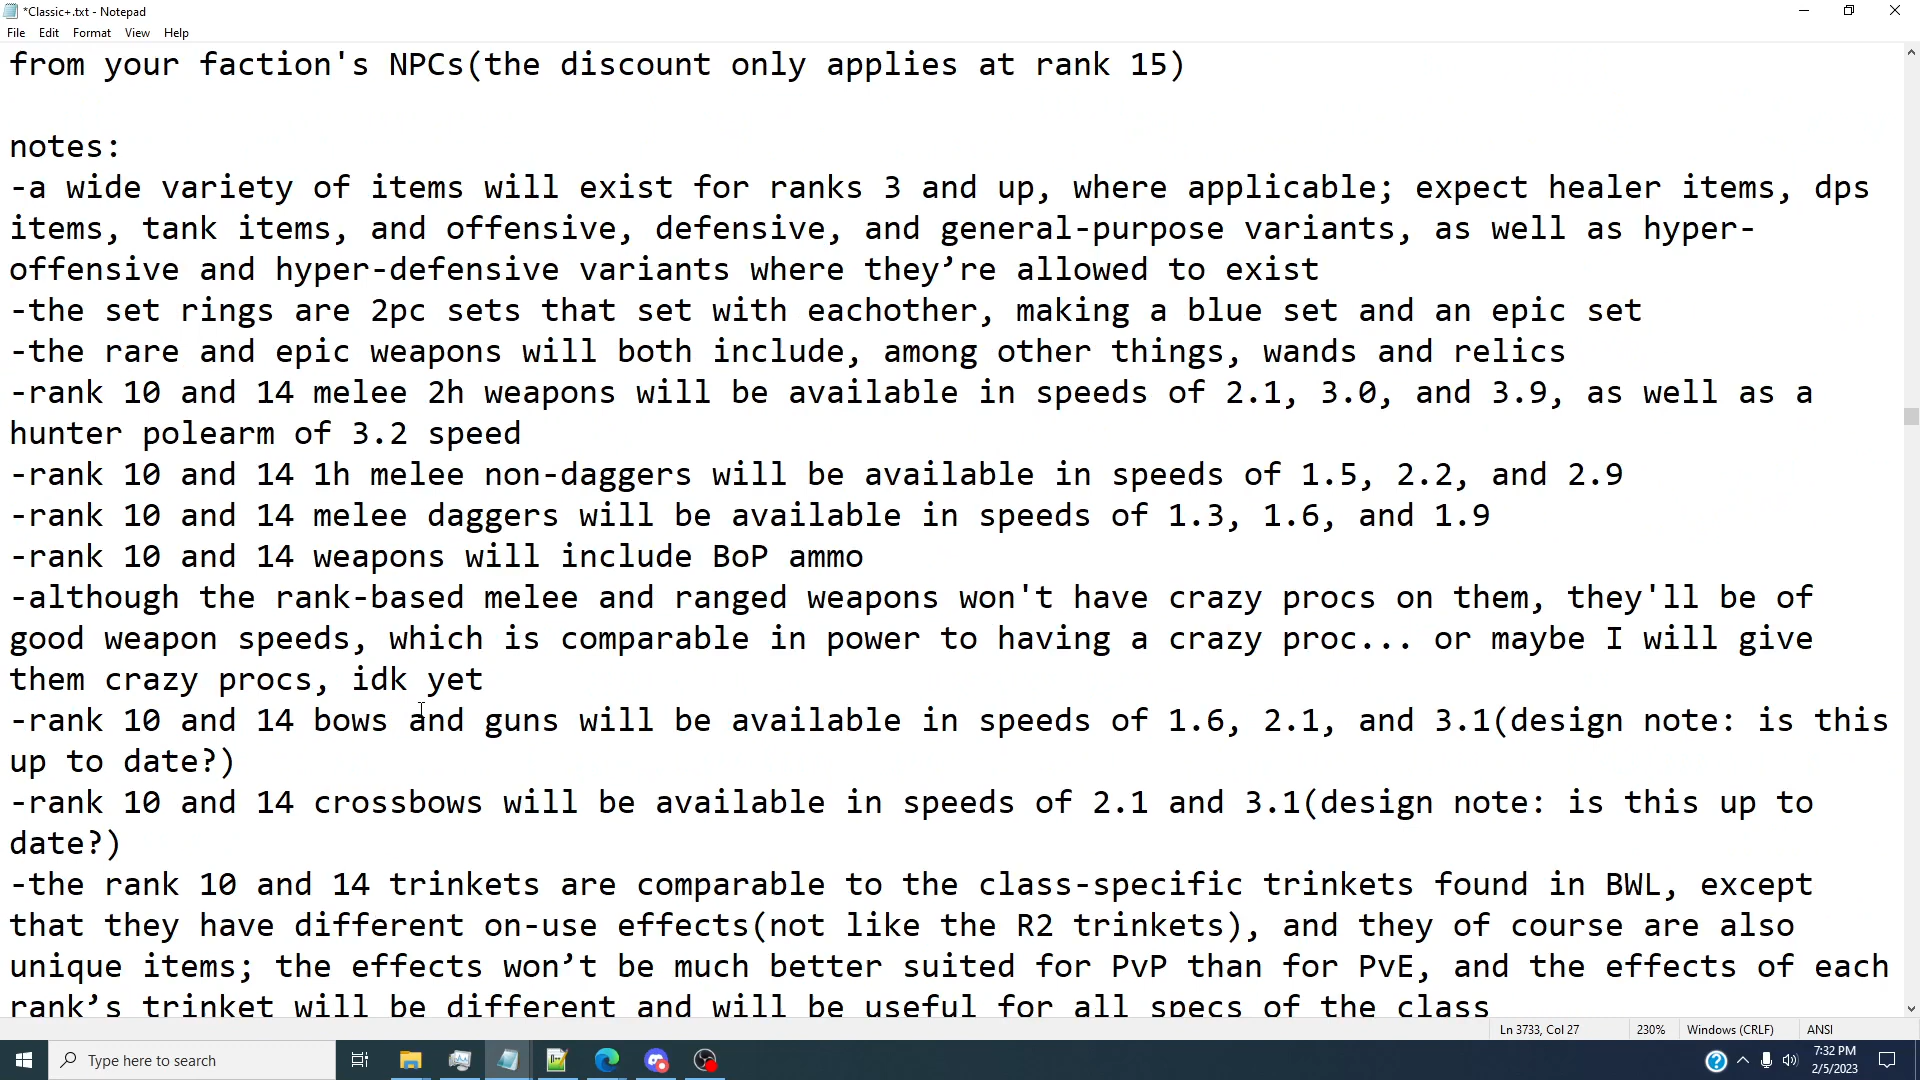 *Classic+.txt - Notepad
File Edit Format View Help
from your faction's NPCs(the discount only applies at rank 15)
notes:
-a wide variety of items will exist for ranks 3 and up, where applicable; expect healer items, dps
items, tank items, and offensive, defensive, and general-purpose variants, as well as hyper-
offensive and hyper-defensive variants where they’re allowed to exist
-the set rings are 2pc sets that set with eachother, making a blue set and an epic set
-the rare and epic weapons will both include, among other things, wands and relics
-rank 10 and 14 melee 2h weapons will be available in speeds of 2.1, 3.0, and 3.9, as well as a
hunter polearm of 3.2 speed
-rank 10 and 14 1h melee non-daggers will be available in speeds of 1.5, 2.2, and 2.9
-rank 10 and 14 melee daggers will be available in speeds of 1.3, 1.6, and 1.9
-rank 10 and 14 weapons will include BoP ammo
-although the rank-based melee and ranged weapons won't have crazy procs on them, they'll be of
good weapon speeds, which is comparable in power to having a crazy proc... or maybe I will give
them crazy procs, idk yet
-rank 10 and 14 bows and guns will be available in speeds of 1.6, 2.1, and 3.1(design note: is this
up to date?)
-rank 10 and 14 crossbows will be available in speeds of 2.1 and 3.1(design note: is this up to
date?)
-the rank 10 and 14 trinkets are comparable to the class-specific trinkets found in BWL, except
that they have different on-use effects(not like the R2 trinkets), and they of course are also
unique items; the effects won’t be much better suited for PvP than for PvE, and the effects of each
rank’s trinket will be different and will be useful for all specs of the class
Ln 3733, Col 27 230% Windows (CRLF) ANSI
Type here to search
7:32 PM
2/5/2023